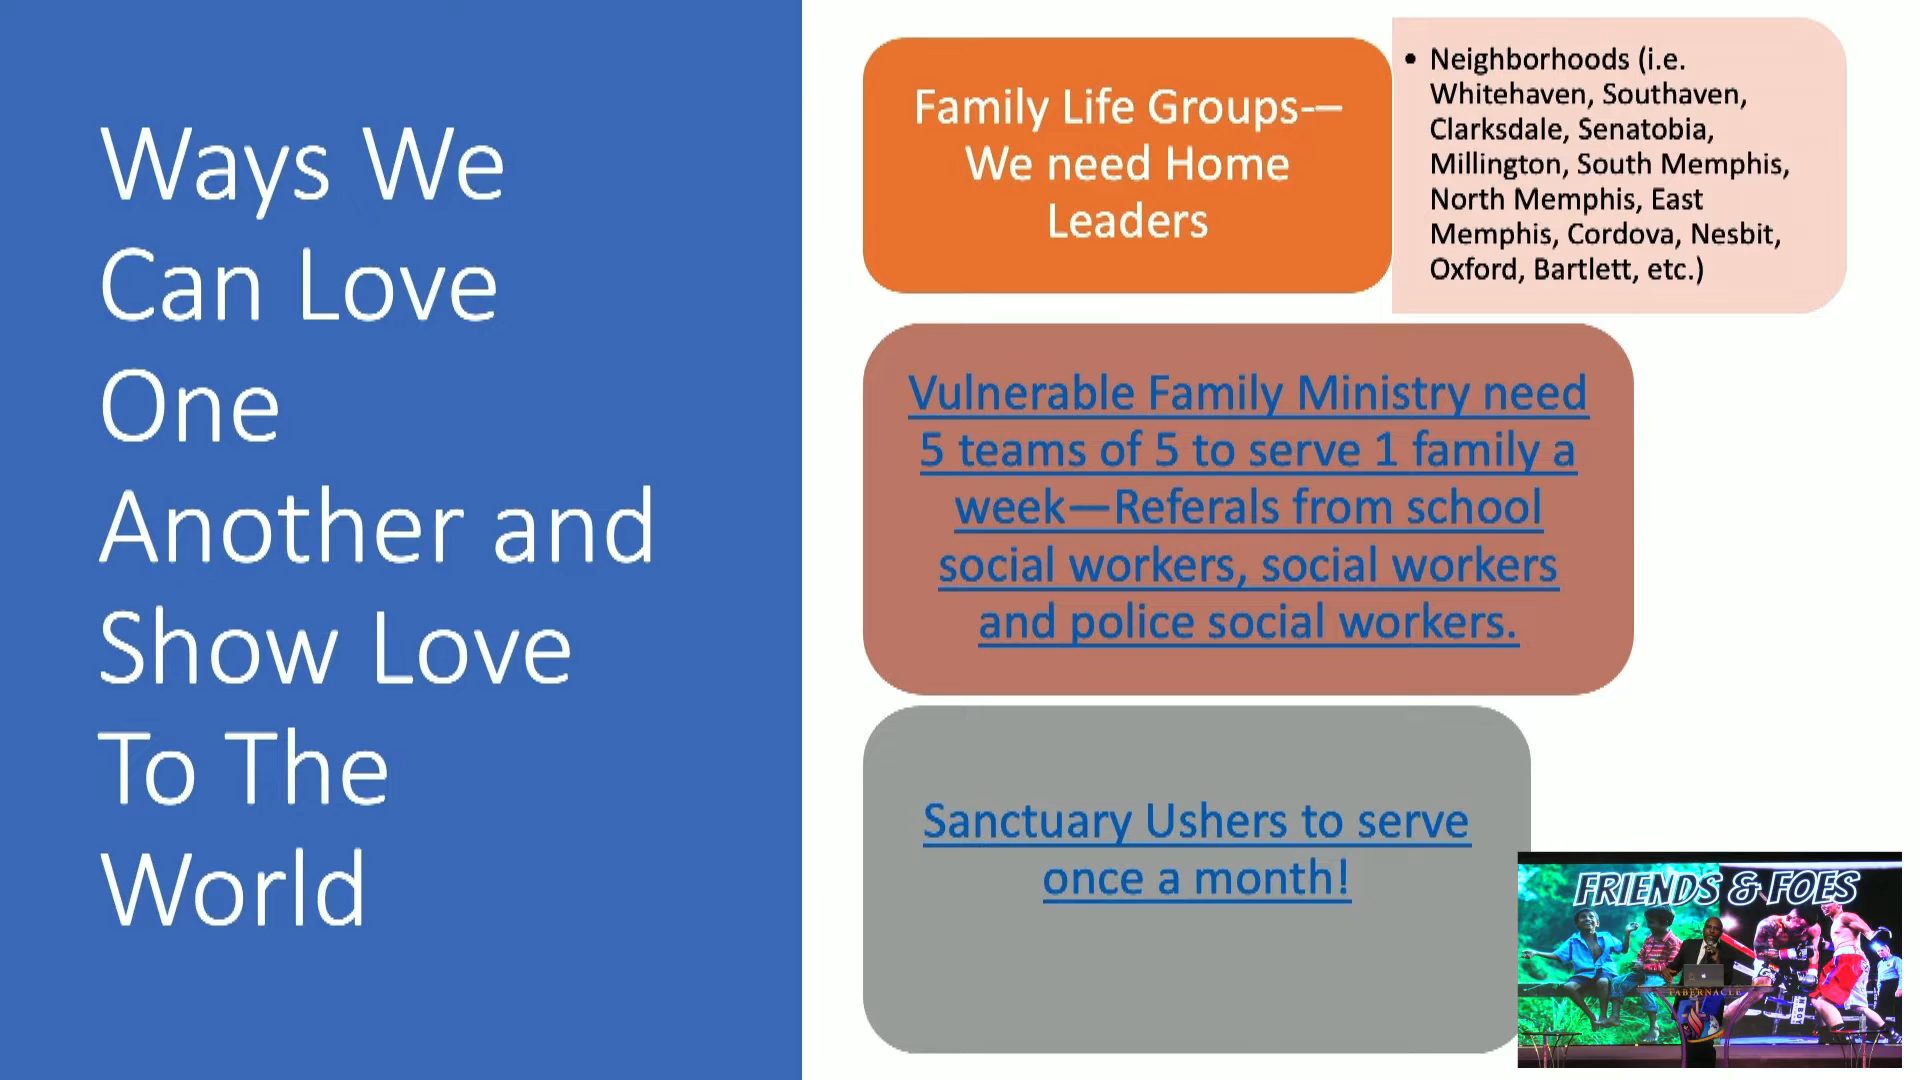 Ways We
Can Love
One
Another and
Show Love
To The
World
Family Life Groups-—
We need Home
Leaders
• Neighborhoods (i.e.
Whitehaven, Southaven,
Clarksdale, Senatobia,
Millington, South Memphis,
North Memphis, East
Memphis, Cordova, Nesbit,
Oxford, Bartlett, etc.)
Vulnerable Family Ministry need
5 teams of 5 to serve 1 family a
week—Referals from school
social workers, social workers
and police social workers.
Sanctuary Ushers to serve
once a month!
FRIENDS & FOES
TABERNACLE